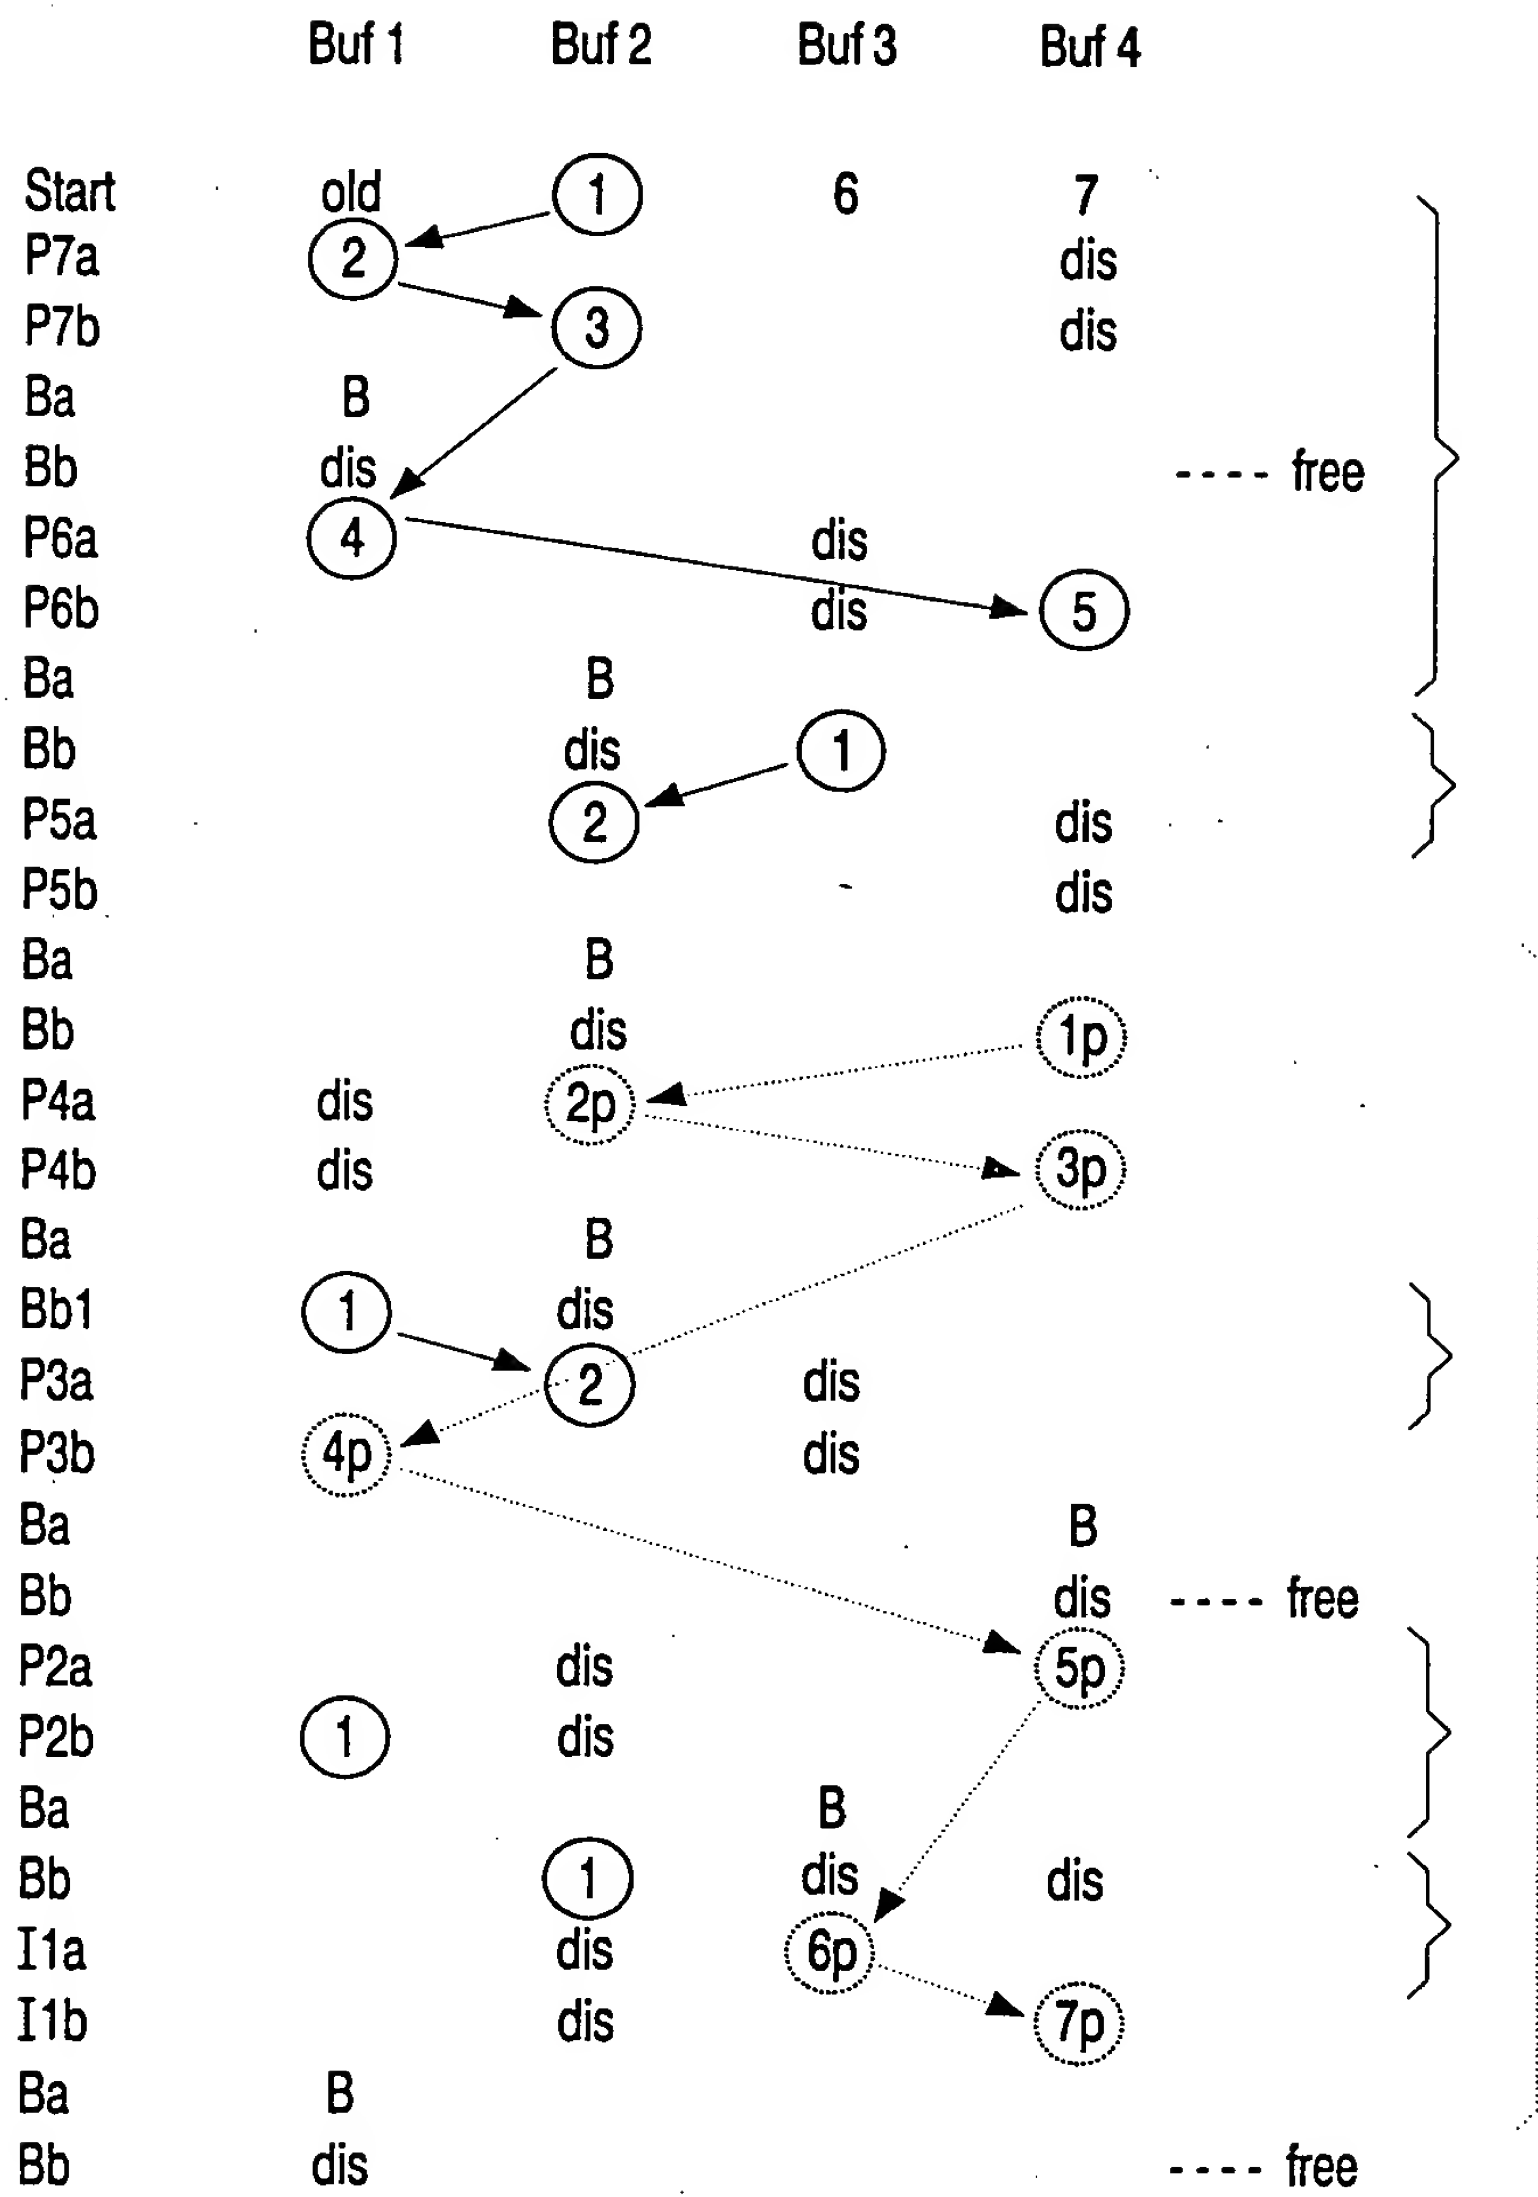 Buf 1 Buf 2 Buf 3 Buf 4
Start old 1 6 7
P7a 2 dis
P7b 3 dis
Ba B
Bb dis ---- free
P6a 4 dis
P6b dis 5
Ba B
Bb dis 1
P5a 2 dis
P5b dis
Ba B
Bb dis 1p
P4a dis 2p
P4b dis 3p
Ba B
Bb1 1 dis
P3a 2 dis
P3b 4p dis
Ba B
Bb dis ---- free
P2a dis 5p
P2b 1 dis
Ba B
Bb 1 dis dis
I1a dis 6p
I1b dis 7p
Ba B
Bb dis ---- free